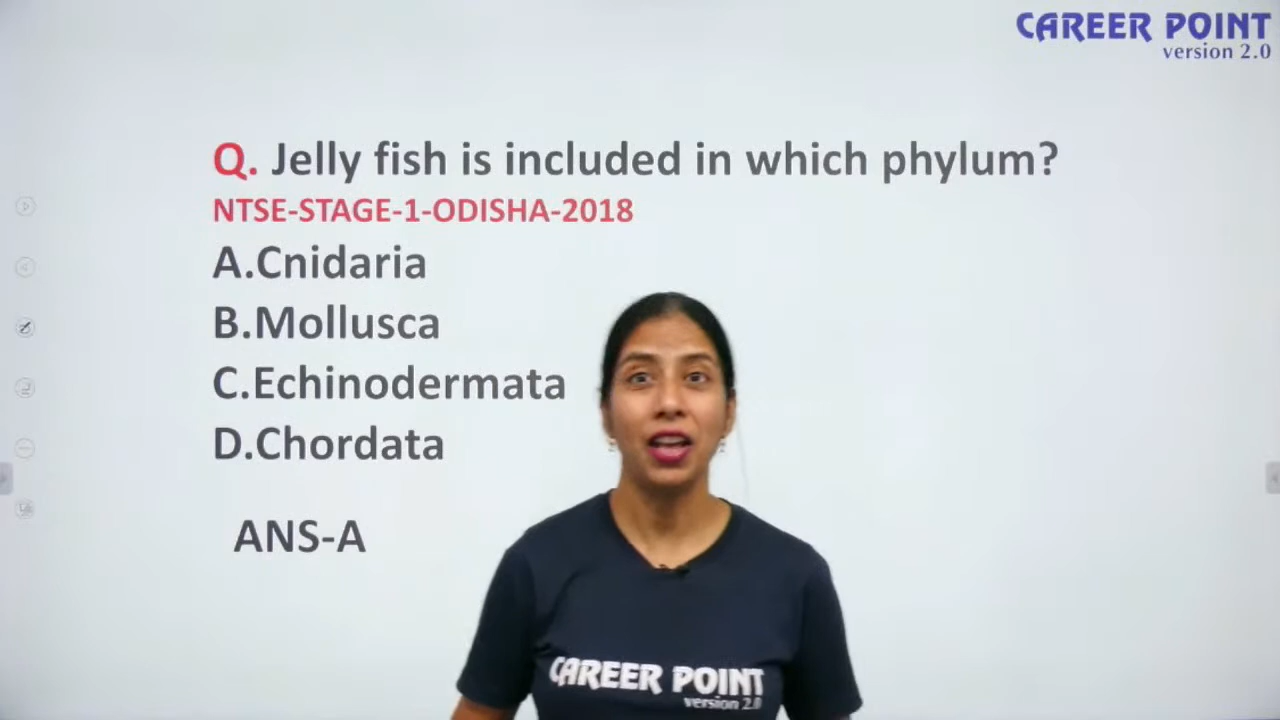 CAREER POINT
version 2.0
Q. Jelly fish is included in which phylum?
NTSE-STAGE-1-ODISHA-2018
A.Cnidaria
B.Mollusca
C.Echinodermata
D.Chordata
ANS-A
CAREER POINT
version 2.0